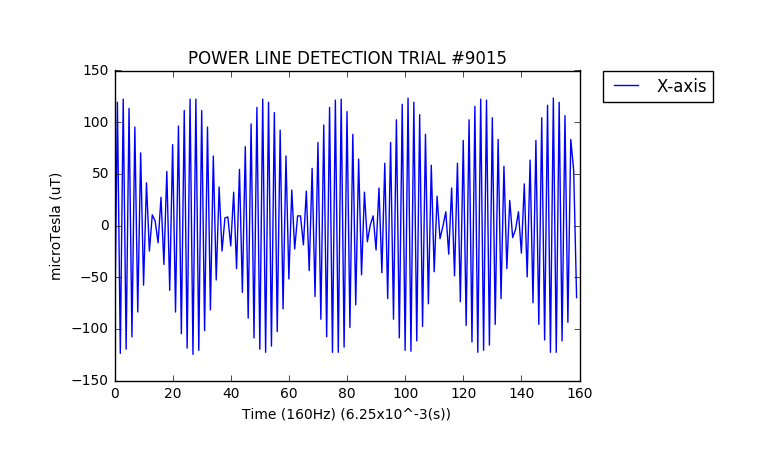 POWER LINE DETECTION TRIAL #9015
X-axis
150
100
50
0
−50
−100
−150
microTesla (uT)
0 20 40 60 80 100 120 140 160
Time (160Hz) (6.25x10^-3(s))